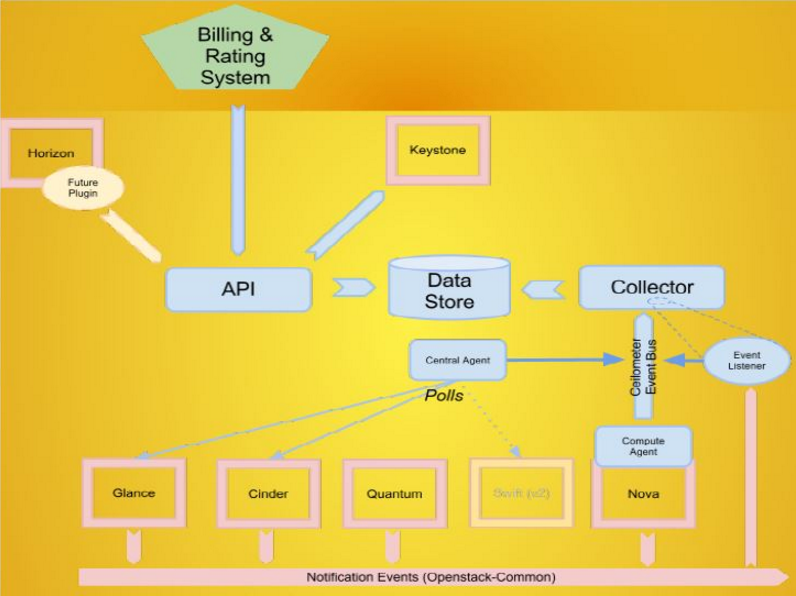 Billing &
Rating
System
Horizon
Keystone
Future
Plugin
API
Data
Store
Collector
Central Agent
Ceilometer
Event Bus
Event
Listener
Polls
Compute
Agent
Glance
Cinder
Quantum
Swift (v2)
Nova
Notification Events (Openstack-Common)